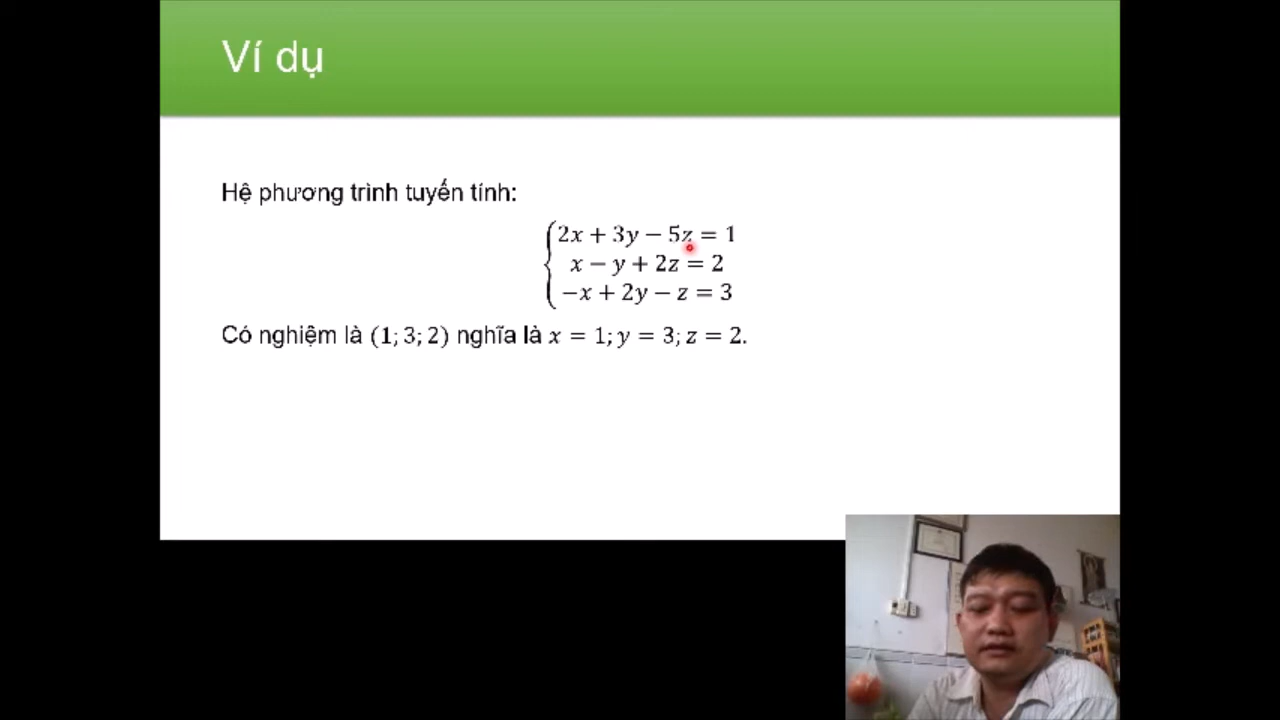 Ví dụ
Hệ phương trình tuyến tính:
2x + 3y − 5z = 1
x − y + 2z = 2
−x + 2y − z = 3
Có nghiệm là (1; 3; 2) nghĩa là x = 1; y = 3; z = 2.